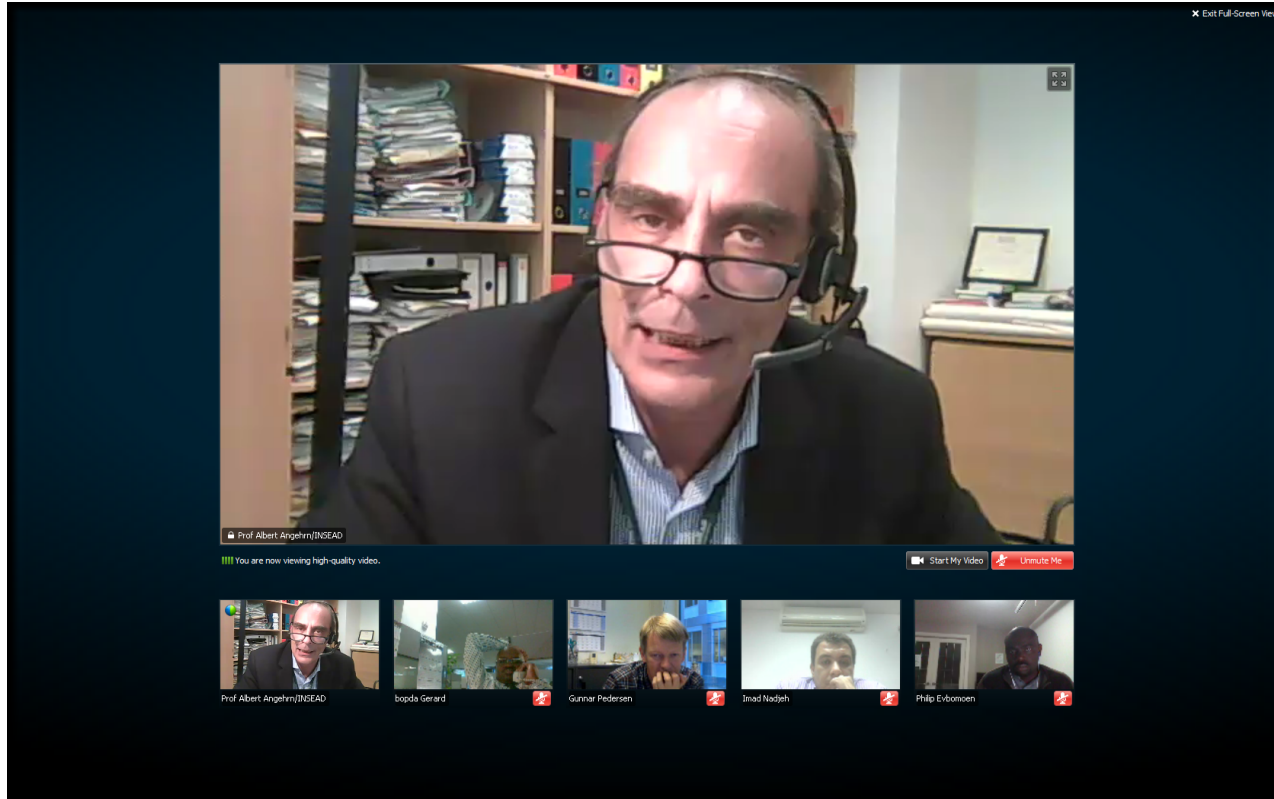 Exit Full-Screen Vie
Prof Albert Angehrn/INSEAD
You are now viewing high-quality video.
Start My Video
Unmute Me
Prof Albert Angehrn/INSEAD
bopda Gerard
Gunnar Pedersen
Imad Nadjeh
Philip Evbomoen